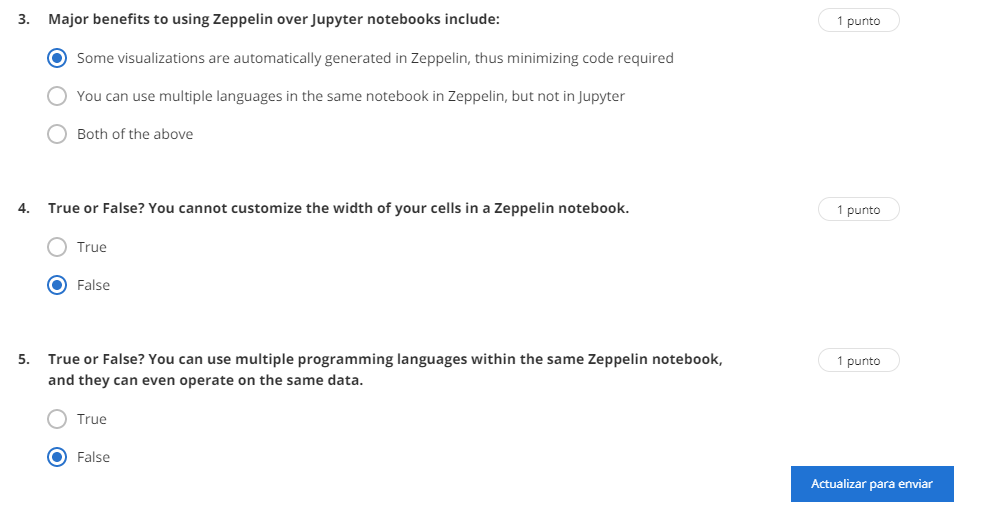 3. Major benefits to using Zeppelin over Jupyter notebooks include:
1 punto
Some visualizations are automatically generated in Zeppelin, thus minimizing code required
You can use multiple languages in the same notebook in Zeppelin, but not in Jupyter
Both of the above
4. True or False? You cannot customize the width of your cells in a Zeppelin notebook.
1 punto
True
False
5. True or False? You can use multiple programming languages within the same Zeppelin notebook,
and they can even operate on the same data.
1 punto
True
False
Actualizar para enviar